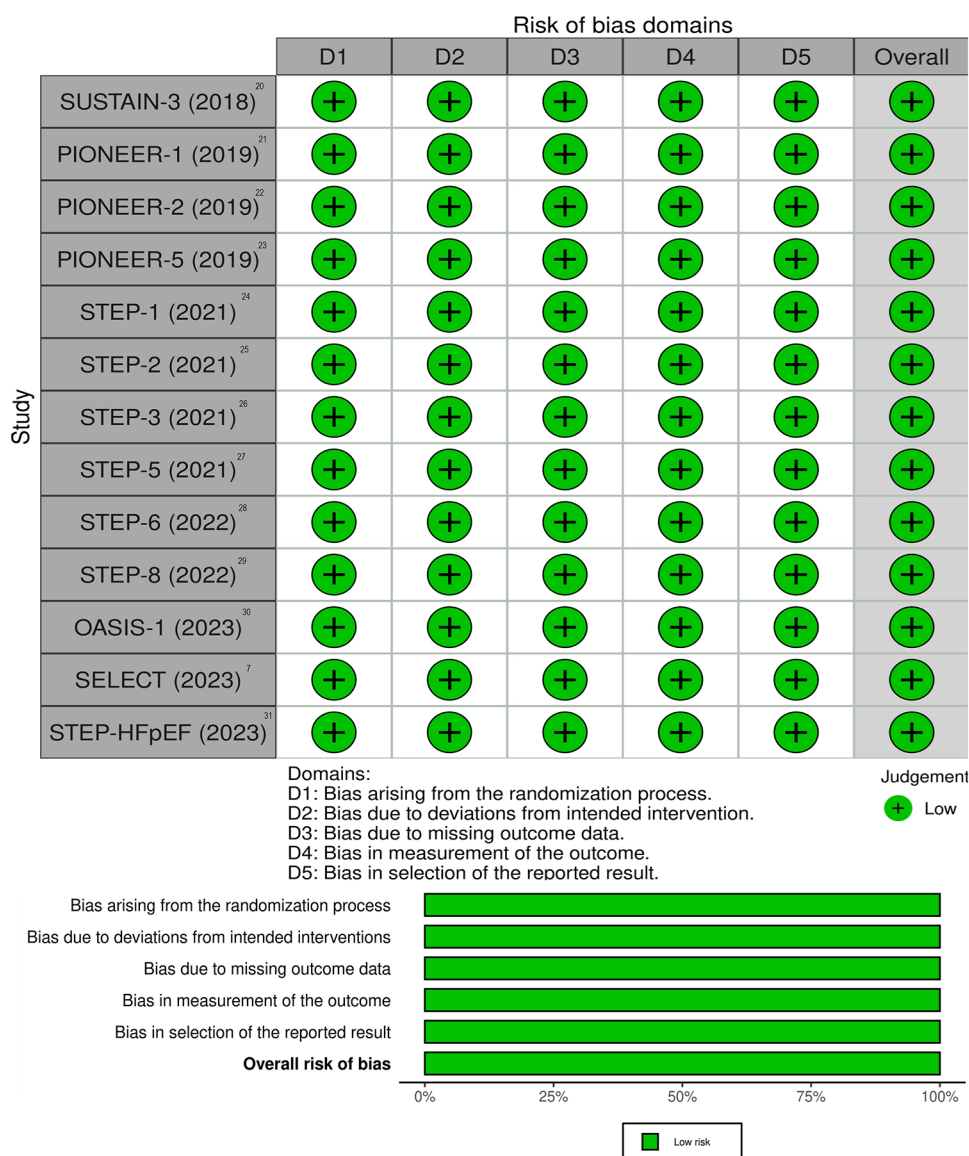 Risk of bias domains
D1 D2 D3 D4 D5 Overall
Study
SUSTAIN-3 (2018) 20 + + + + + +
PIONEER-1 (2019) 21 + + + + + +
PIONEER-2 (2019) 22 + + + + + +
PIONEER-5 (2019) 23 + + + + + +
STEP-1 (2021) 24 + + + + + +
STEP-2 (2021) 25 + + + + + +
STEP-3 (2021) 26 + + + + + +
STEP-5 (2021) 27 + + + + + +
STEP-6 (2022) 28 + + + + + +
STEP-8 (2022) 29 + + + + + +
OASIS-1 (2023) 30 + + + + + +
SELECT (2023) 7 + + + + + +
STEP-HFpEF (2023) 31 + + + + + +
Domains:
D1: Bias arising from the randomization process.
D2: Bias due to deviations from intended intervention.
D3: Bias due to missing outcome data.
D4: Bias in measurement of the outcome.
D5: Bias in selection of the reported result.
Judgement
+ Low
Bias arising from the randomization process
Bias due to deviations from intended interventions
Bias due to missing outcome data
Bias in measurement of the outcome
Bias in selection of the reported result
Overall risk of bias
0% 25% 50% 75% 100%
Low risk